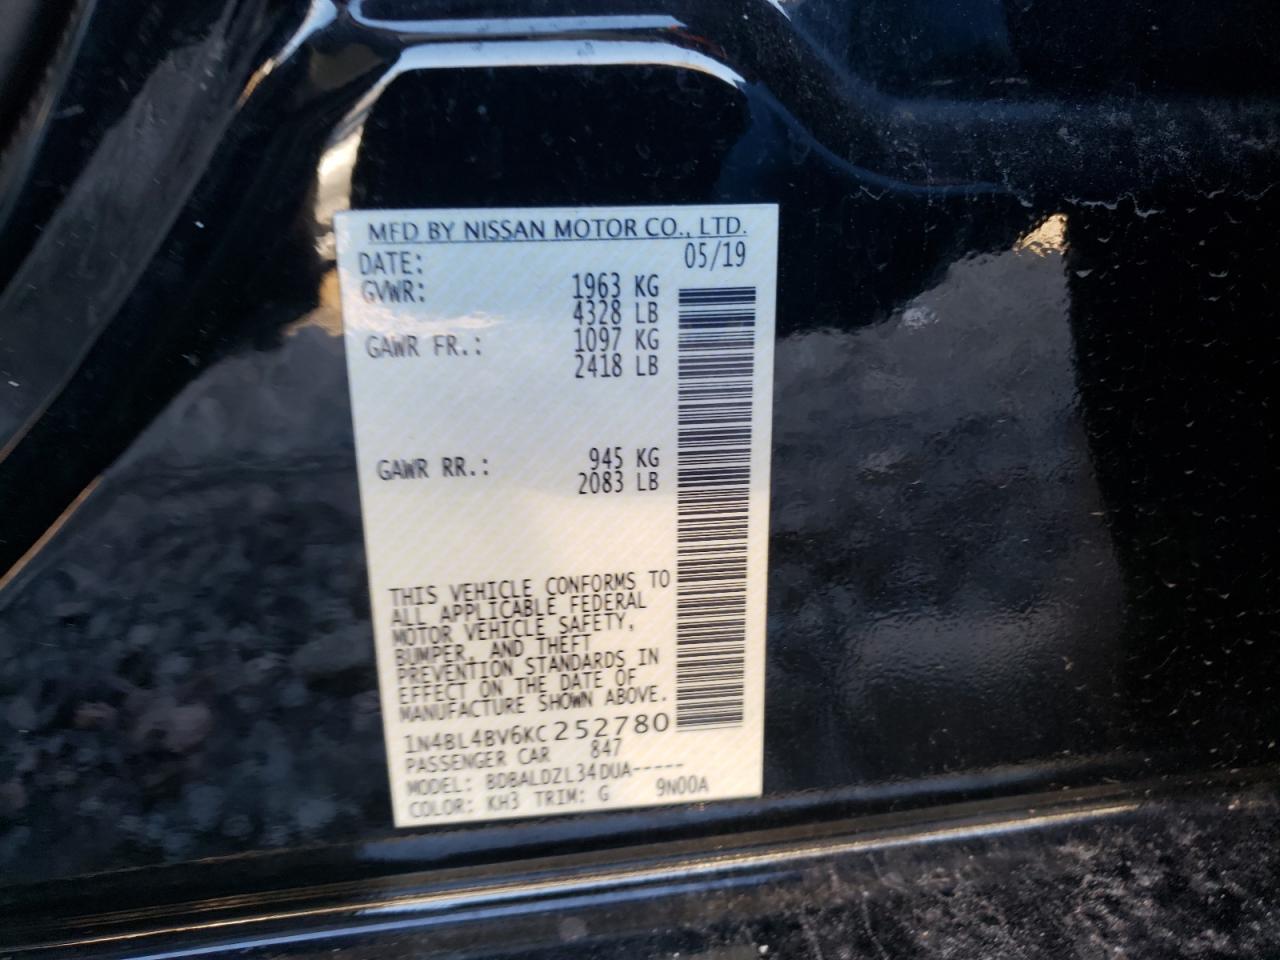 MFD BY NISSAN MOTOR CO., LTD.
DATE: 05/19
GVWR: 1963 KG
4328 LB
GAWR FR.: 1097 KG
2418 LB
GAWR RR.: 945 KG
2083 LB
THIS VEHICLE CONFORMS TO
ALL APPLICABLE FEDERAL
MOTOR VEHICLE SAFETY,
BUMPER, AND THEFT
PREVENTION STANDARDS IN
EFFECT ON THE DATE OF
MANUFACTURE SHOWN ABOVE.
1N4BL4BV6KC252780
PASSENGER CAR 847
MODEL: BDBALDZL34DUA-----
COLOR: KH3 TRIM: G 9N00A